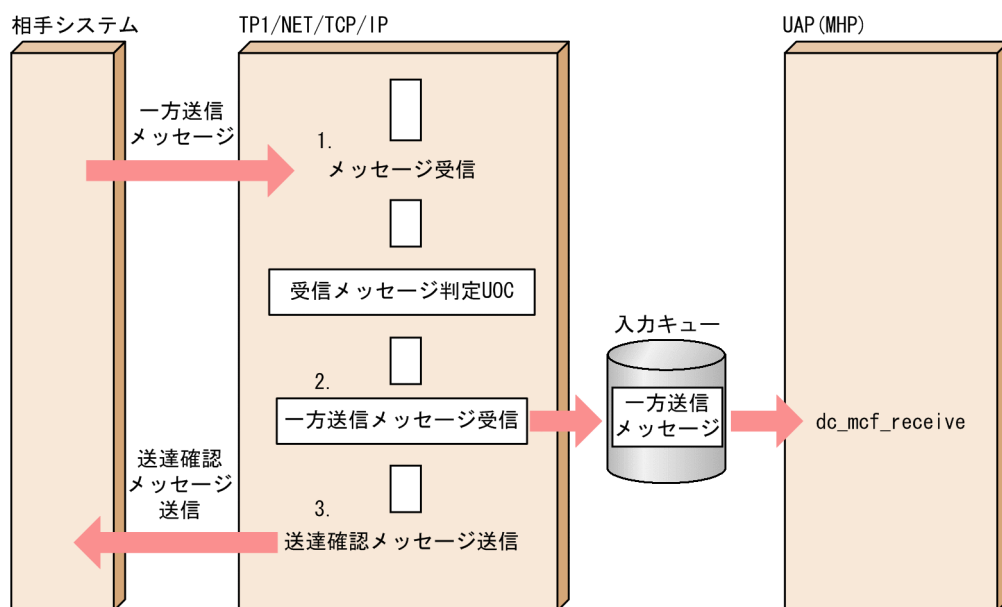 相手システム
TP1/NET/TCP/IP
UAP(MHP)
一方送信
メッセージ
1.
メッセージ受信
受信メッセージ判定UOC
2.
一方送信メッセージ受信
入力キュー
一方送信
メッセージ
dc_mcf_receive
送達確認
メッセージ
送信
3.
送達確認メッセージ送信